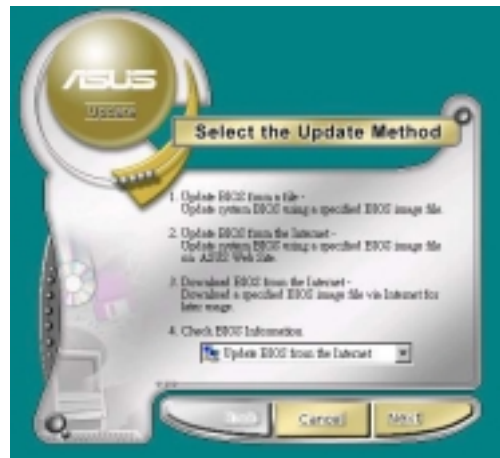 ASUS
Update
Select the Update Method
1. Update BIOS from a file -
Update system BIOS using a specified BIOS image file.
2. Update BIOS from the Internet -
Update system BIOS using a specified BIOS image file
via ASUS Web Site.
3. Download BIOS from the Internet -
Download a specified BIOS image file via Internet for
later usage.
4. Check BIOS Information.
Update BIOS from the Internet
Cancel
Next